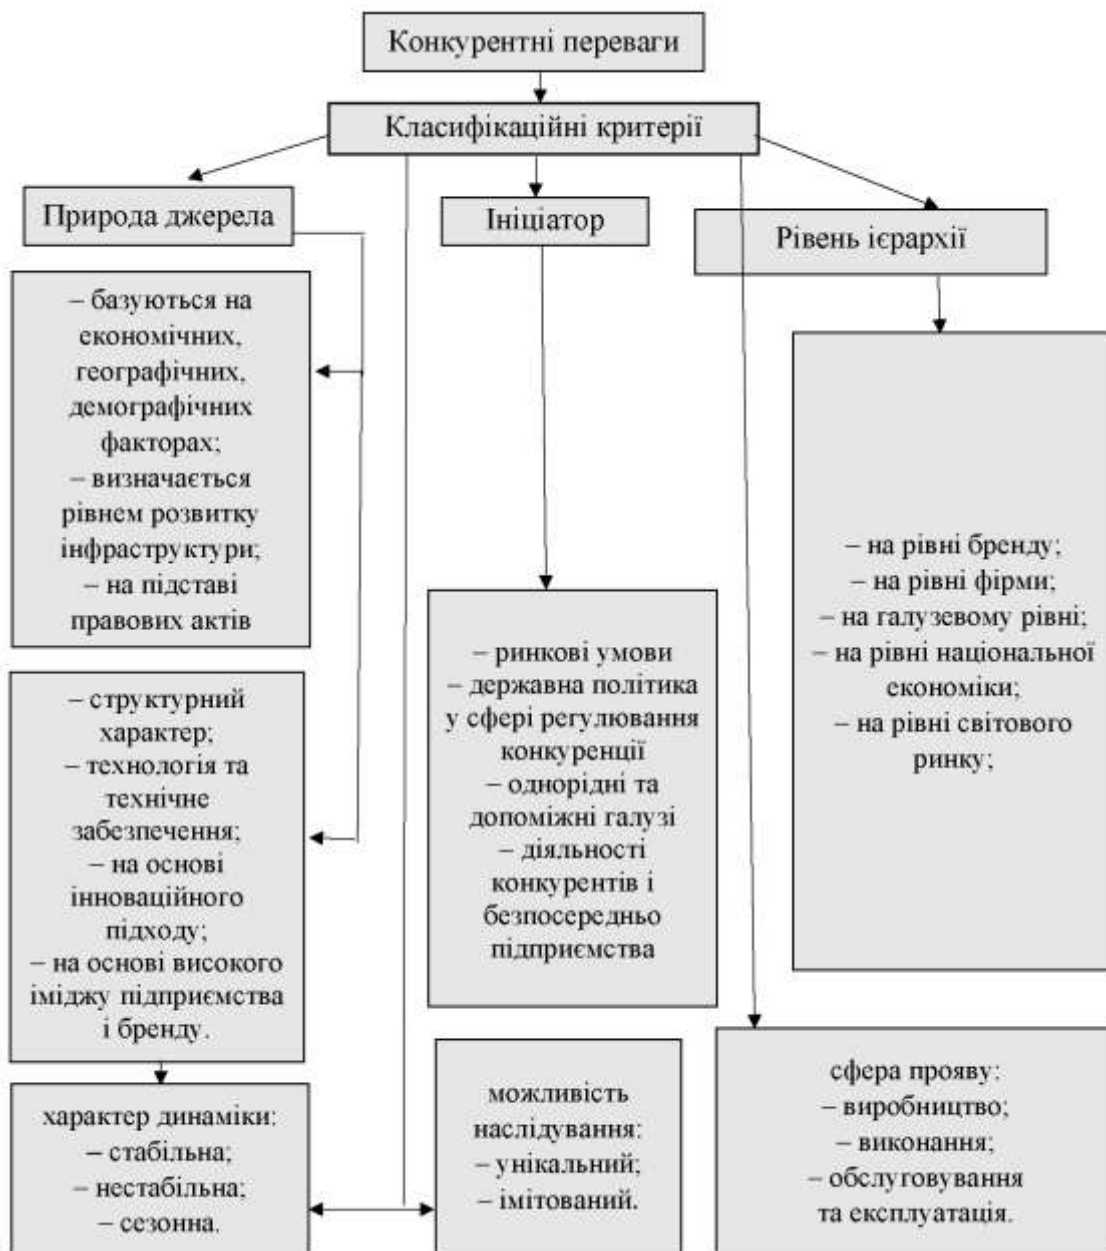 Конкурентні переваги
Класифікаційні критерії
Природа джерела
Ініціатор
Рівень ієрархії
– базуються на
економічних,
географічних,
демографічних
факторах;
– визначається
рівнем розвитку
інфраструктури;
– на підставі
правових актів
– структурний
характер;
– технологія та
технічне
забезпечення;
– на основі
інноваційного
підходу;
– на основі високого
іміджу підприємства
і бренду.
характер динаміки:
– стабільна;
– нестабільна;
– сезонна.
– ринкові умови
– державна політика
у сфері регулювання
конкуренції
– однорідні та
допоміжні галузі
– діяльності
конкурентів і
безпосередньо
підприємства
можливість
наслідування:
– унікальний;
– імітований.
– на рівні бренду;
– на рівні фірми;
– на галузевому рівні;
– на рівні національної
економіки;
– на рівні світового
ринку;
сфера прояву:
– виробництво;
– виконання;
– обслуговування
та експлуатація.